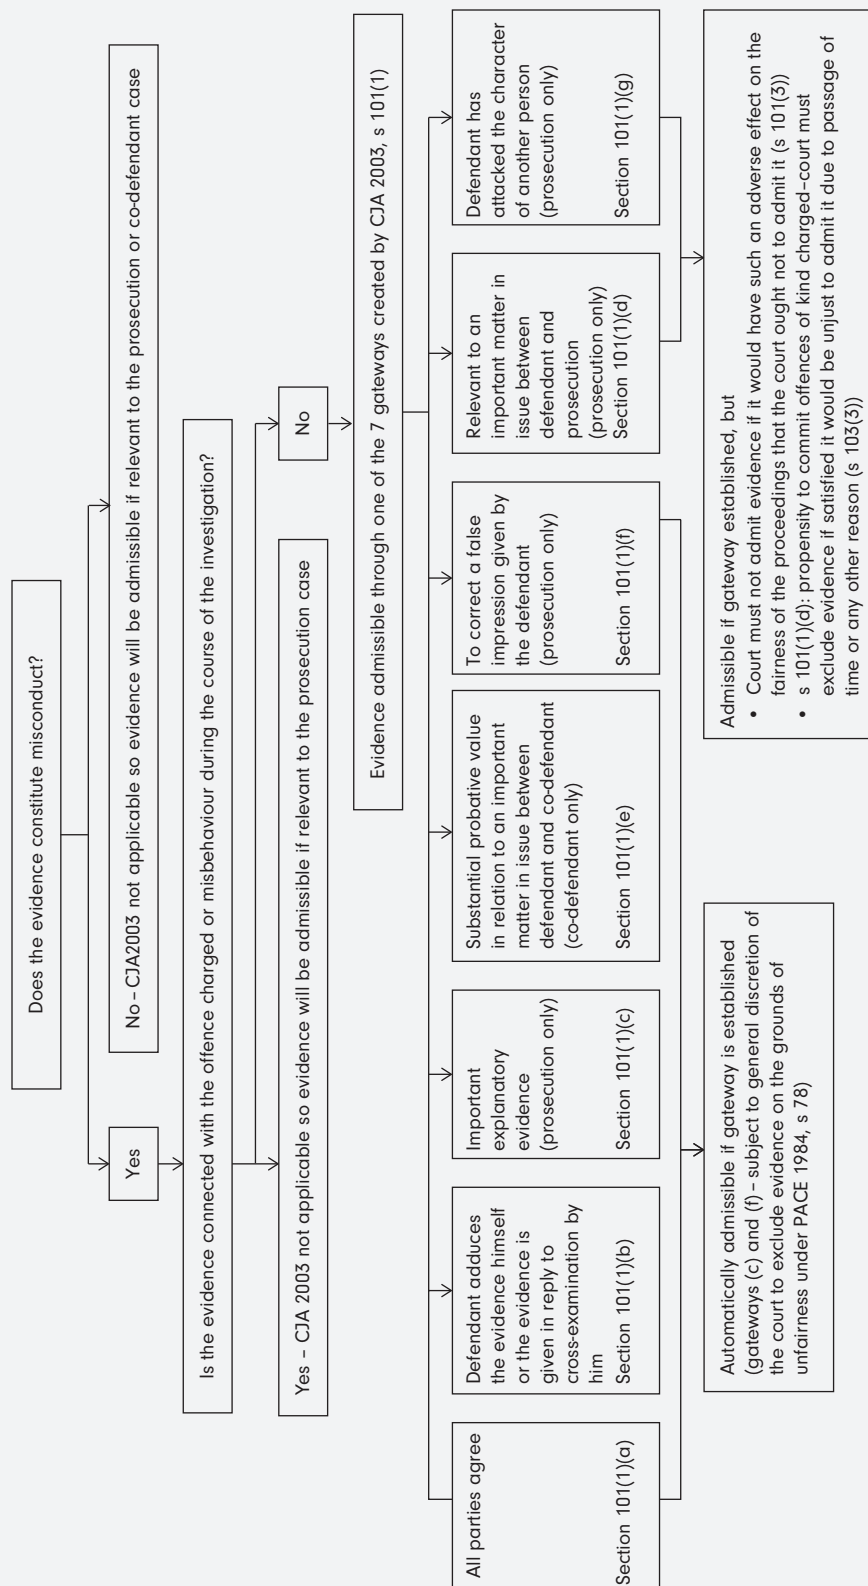 Does the evidence constitute misconduct?
Yes
No – CJA2003 not applicable so evidence will be admissible if relevant to the prosecution or co-defendant case
Is the evidence connected with the offence charged or misbehaviour during the course of the investigation?
Yes – CJA 2003 not applicable so evidence will be admissible if relevant to the prosecution case
No
Evidence admissible through one of the 7 gateways created by CJA 2003, s 101(1)
All parties agree
Section 101(1)(a)
Defendant adduces
the evidence himself
or the evidence is
given in reply to
cross-examination by
him
Section 101(1)(b)
Important
explanatory
evidence
(prosecution only)
Section 101(1)(c)
Substantial probative value
in relation to an important
matter in issue between
defendant and co-defendant
(co-defendant only)
Section 101(1)(e)
To correct a false
impression given by
the defendant
(prosecution only)
Section 101(1)(f)
Relevant to an
important matter in
issue between
defendant and
prosecution
(prosecution only)
Section 101(1)(d)
Defendant has
attacked the character
of another person
(prosecution only)
Section 101(1)(g)
Automatically admissible if gateway is established
(gateways (c) and (f) – subject to general discretion of
the court to exclude evidence on the grounds of
unfairness under PACE 1984, s 78)
Admissible if gateway established, but
• Court must not admit evidence if it would have such an adverse effect on the
fairness of the proceedings that the court ought not to admit it (s 101(3))
• s 101(1)(d): propensity to commit offences of kind charged–court must
exclude evidence if satisfied it would be unjust to admit it due to passage of
time or any other reason (s 103(3))